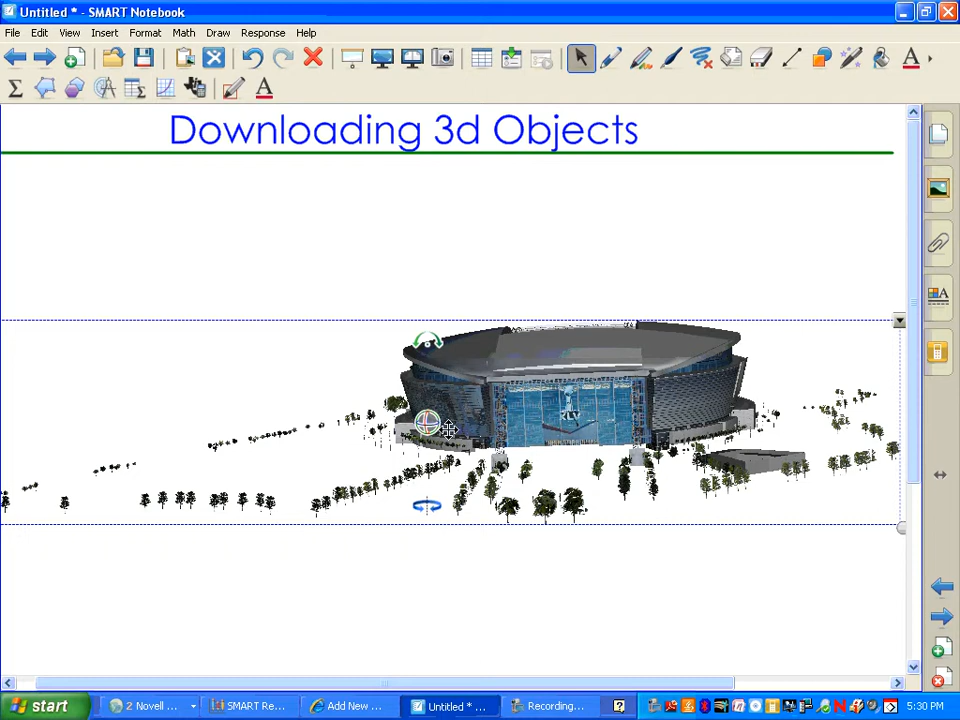 Untitled * - SMART Notebook
File Edit View Insert Format Math Draw Response Help
Downloading 3d Objects
XLV
start
2 Novell ...
SMART Re...
Add New ...
Untitled * ...
Recording...
5:30 PM